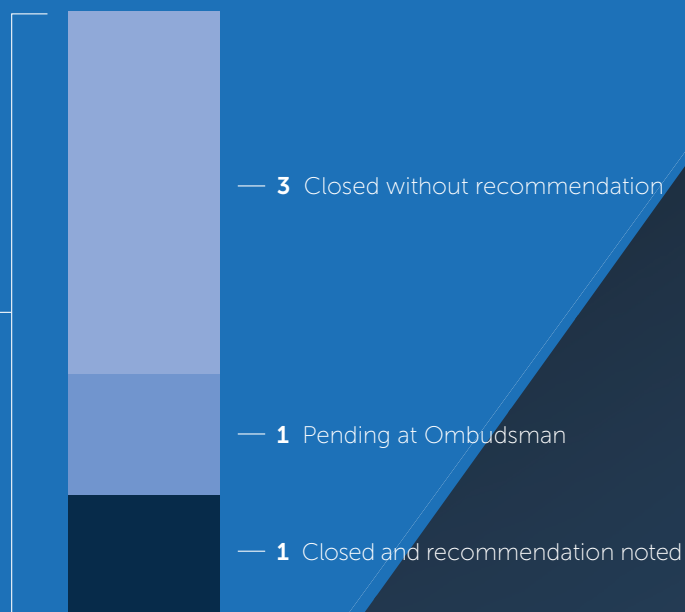 3 Closed without recommendation
1 Pending at Ombudsman
1 Closed and recommendation noted